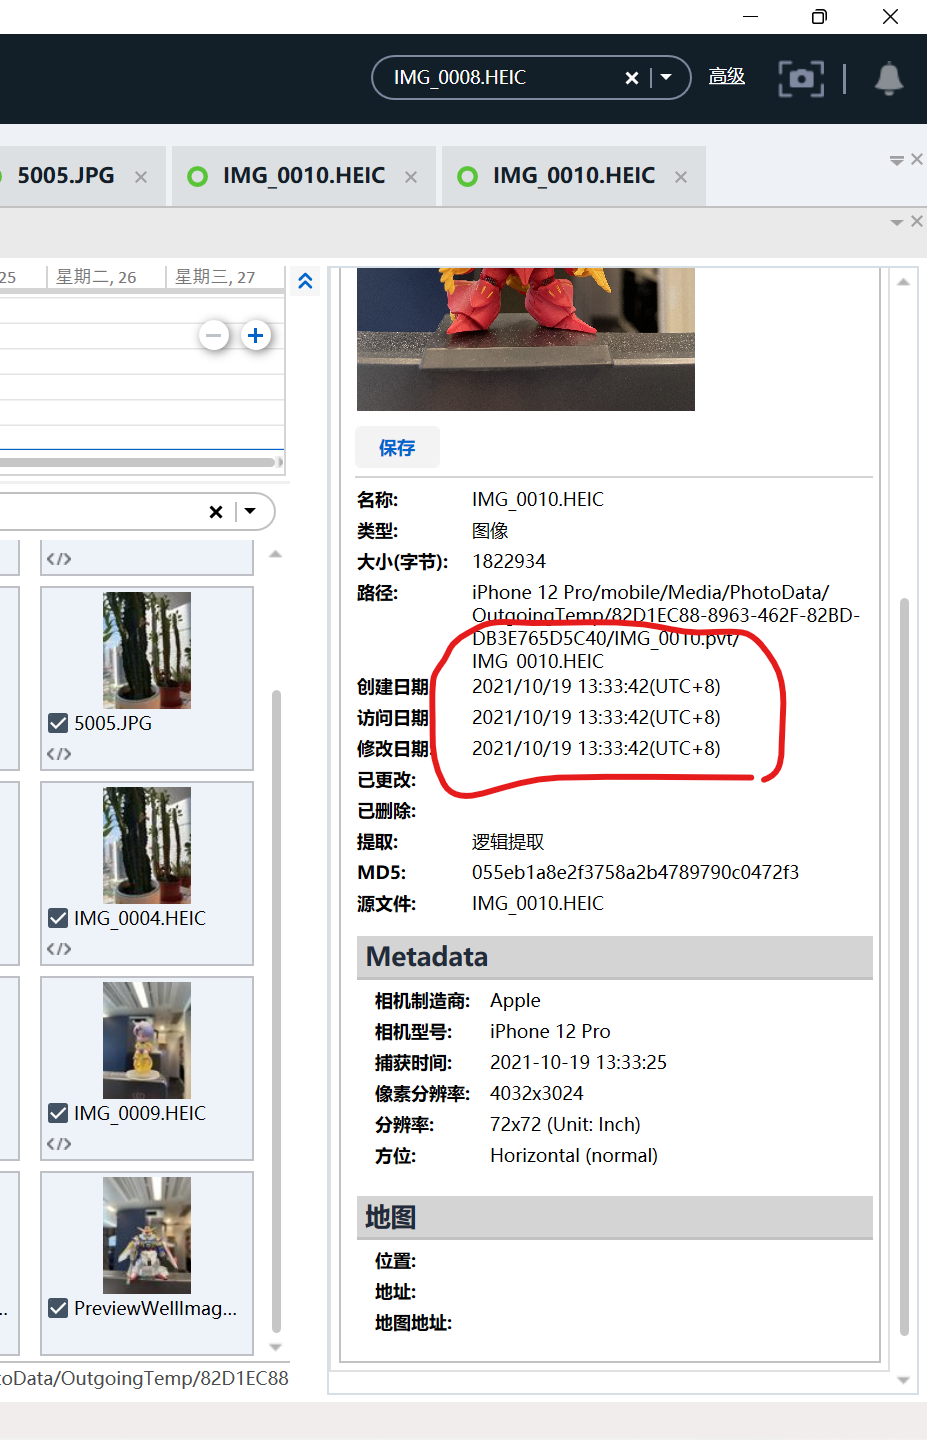 IMG_0008.HEIC
高级
5005.JPG
IMG_0010.HEIC
IMG_0010.HEIC
25
星期二, 26
星期三, 27
保存
名称: IMG_0010.HEIC
类型: 图像
大小(字节): 1822934
路径: iPhone 12 Pro/mobile/Media/PhotoData/
OutgoingTemp/82D1EC88-8963-462F-82BD-
DB3E765D5C40/IMG_0010.pvt/
IMG_0010.HEIC
创建日期: 2021/10/19 13:33:42(UTC+8)
访问日期: 2021/10/19 13:33:42(UTC+8)
修改日期: 2021/10/19 13:33:42(UTC+8)
已更改:
已删除:
提取: 逻辑提取
MD5: 055eb1a8e2f3758a2b4789790c0472f3
源文件: IMG_0010.HEIC
Metadata
相机制造商: Apple
相机型号: iPhone 12 Pro
捕获时间: 2021-10-19 13:33:25
像素分辨率: 4032x3024
分辨率: 72x72 (Unit: Inch)
方位: Horizontal (normal)
地图
位置:
地址:
地图地址:
</> 
5005.JPG
</>
IMG_0004.HEIC
</>
IMG_0009.HEIC
</>
PreviewWellImag...
toData/OutgoingTemp/82D1EC88